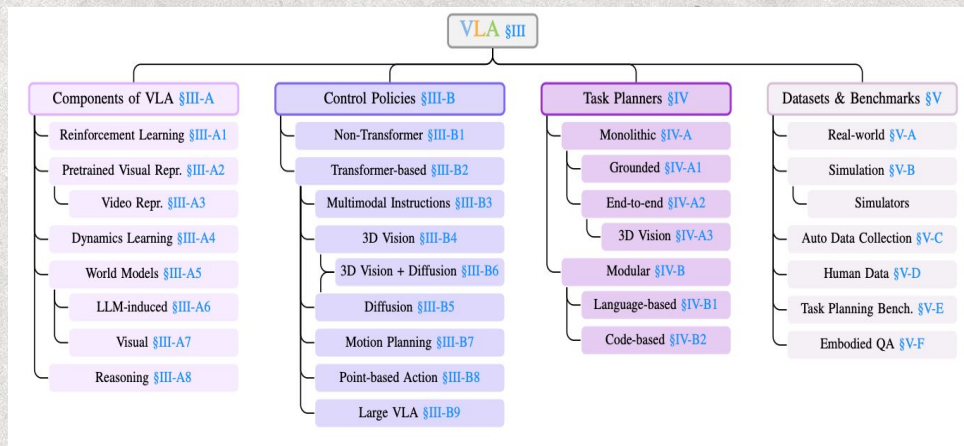 VLA §III
Components of VLA §III-A
Reinforcement Learning §III-A1
Pretrained Visual Repr. §III-A2
Video Repr. §III-A3
Dynamics Learning §III-A4
World Models §III-A5
LLM-induced §III-A6
Visual §III-A7
Reasoning §III-A8
Control Policies §III-B
Non-Transformer §III-B1
Transformer-based §III-B2
Multimodal Instructions §III-B3
3D Vision §III-B4
3D Vision + Diffusion §III-B6
Diffusion §III-B5
Motion Planning §III-B7
Point-based Action §III-B8
Large VLA §III-B9
Task Planners §IV
Monolithic §IV-A
Grounded §IV-A1
End-to-end §IV-A2
3D Vision §IV-A3
Modular §IV-B
Language-based §IV-B1
Code-based §IV-B2
Datasets & Benchmarks §V
Real-world §V-A
Simulation §V-B
Simulators
Auto Data Collection §V-C
Human Data §V-D
Task Planning Bench. §V-E
Embodied QA §V-F